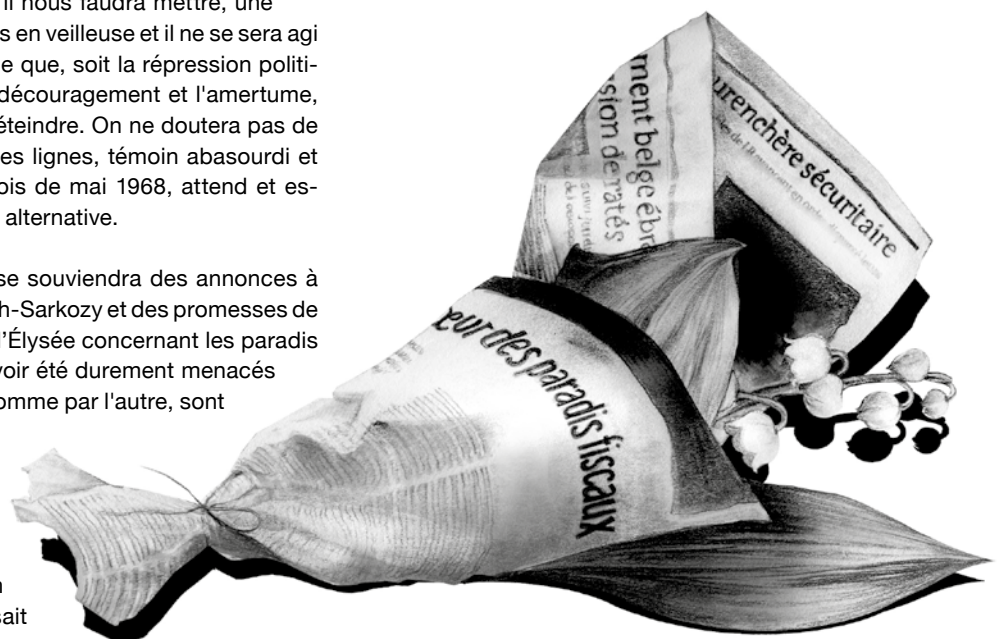 il nous faudra mettre, une
s en veilleuse et il ne se sera agi
e que, soit la répression politi-
découragement et l'amertume,
éteindre. On ne doutera pas de
es lignes, témoin abasourdi et
ois de mai 1968, attend et es-
alternative.
se souviendra des annonces à
h-Sarkozy et des promesses de
l'Élysée concernant les paradis
voir été durement menacés
omme par l'autre, sont
n
sait
ment belge ébr
sion de ratés
urenchère sécuritaire
œur des paradis fiscaux